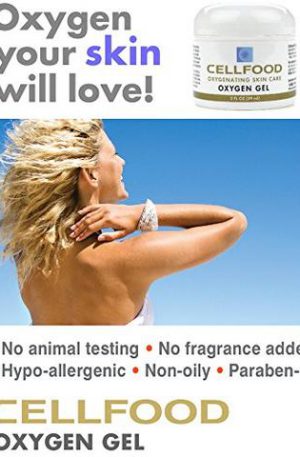 Oxygen
your skin
will love!
CELLFOOD
OXYGENATING SKIN CARE
OXYGEN GEL
No animal testing • No fragrance adde
Hypo-allergenic • Non-oily • Paraben-
CELLFOOD
OXYGEN GEL